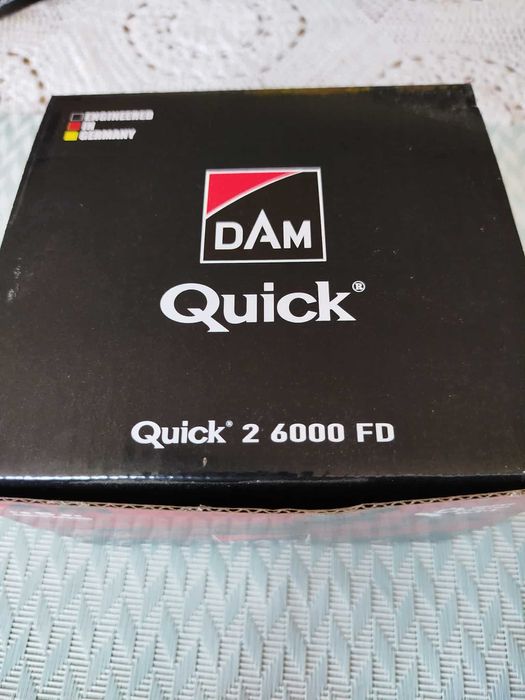 ENGINEERED
IN
GERMANY
DAM
Quick®
Quick® 2 6000 FD